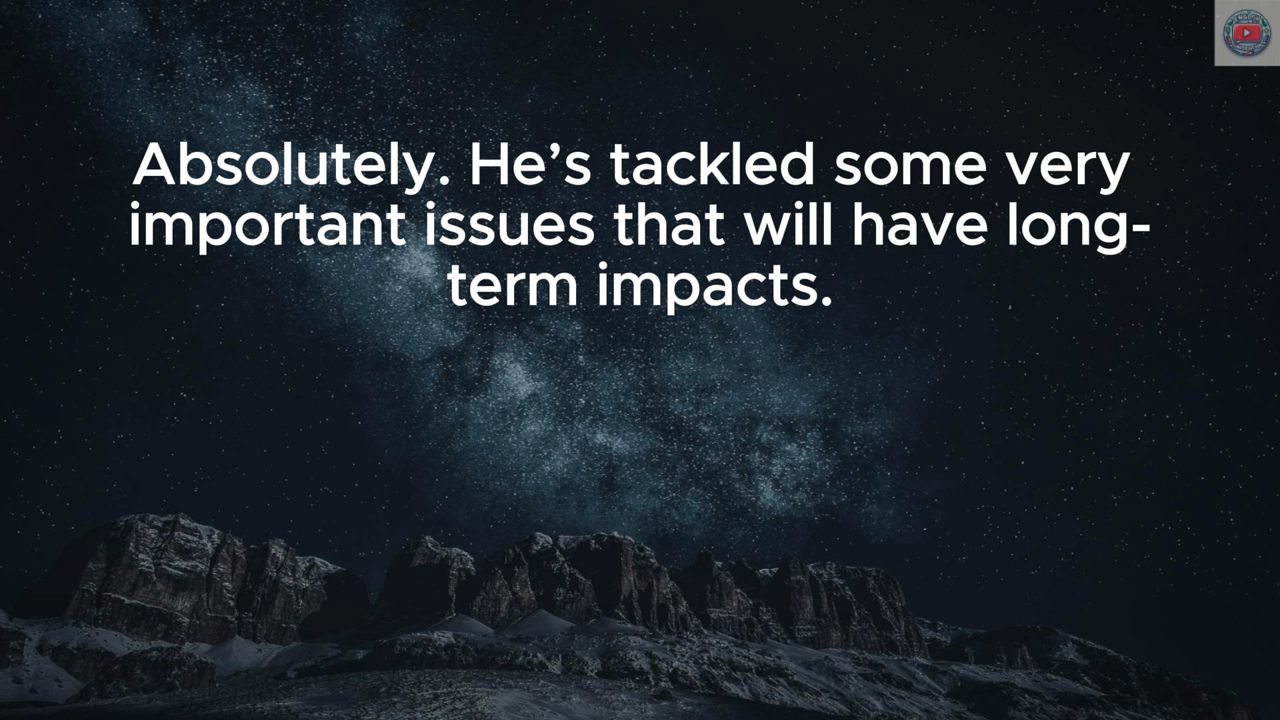 Absolutely. He’s tackled some very
important issues that will have long-
term impacts.